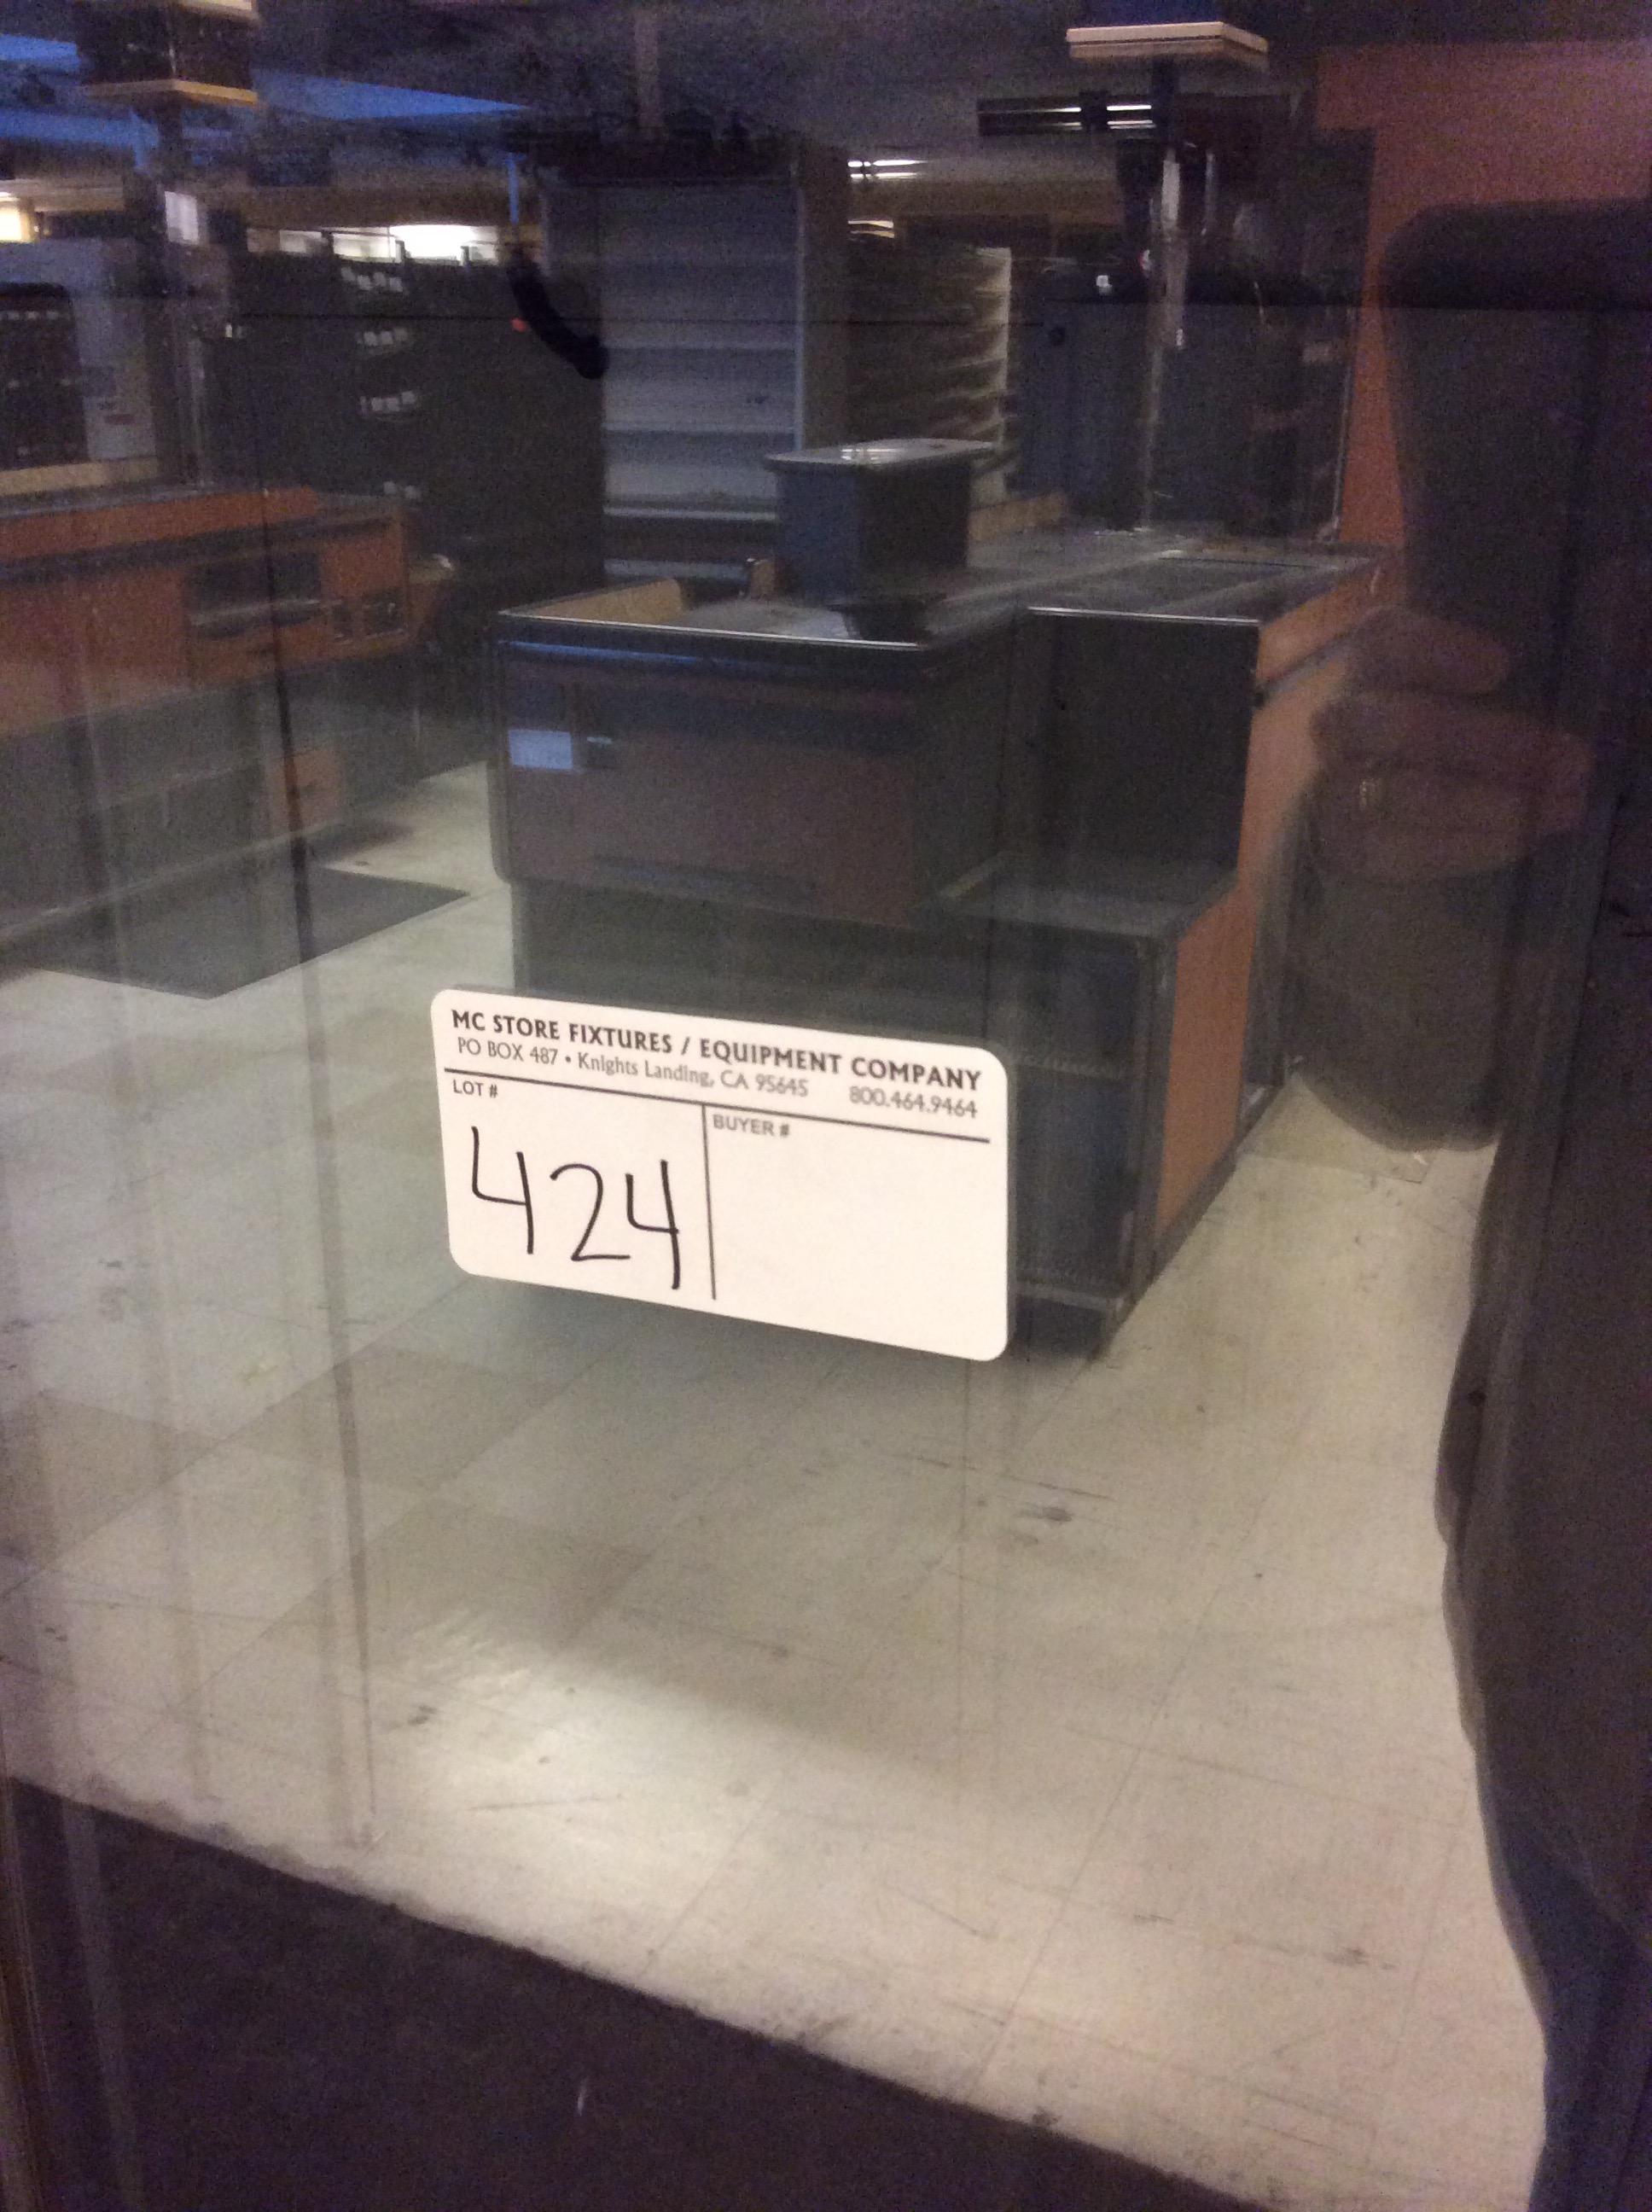 MC STORE FIXTURES / EQUIPMENT COMPANY
PO BOX 487 • Knights Landing, CA 95645 800.464.9464
LOT # BUYER #
424